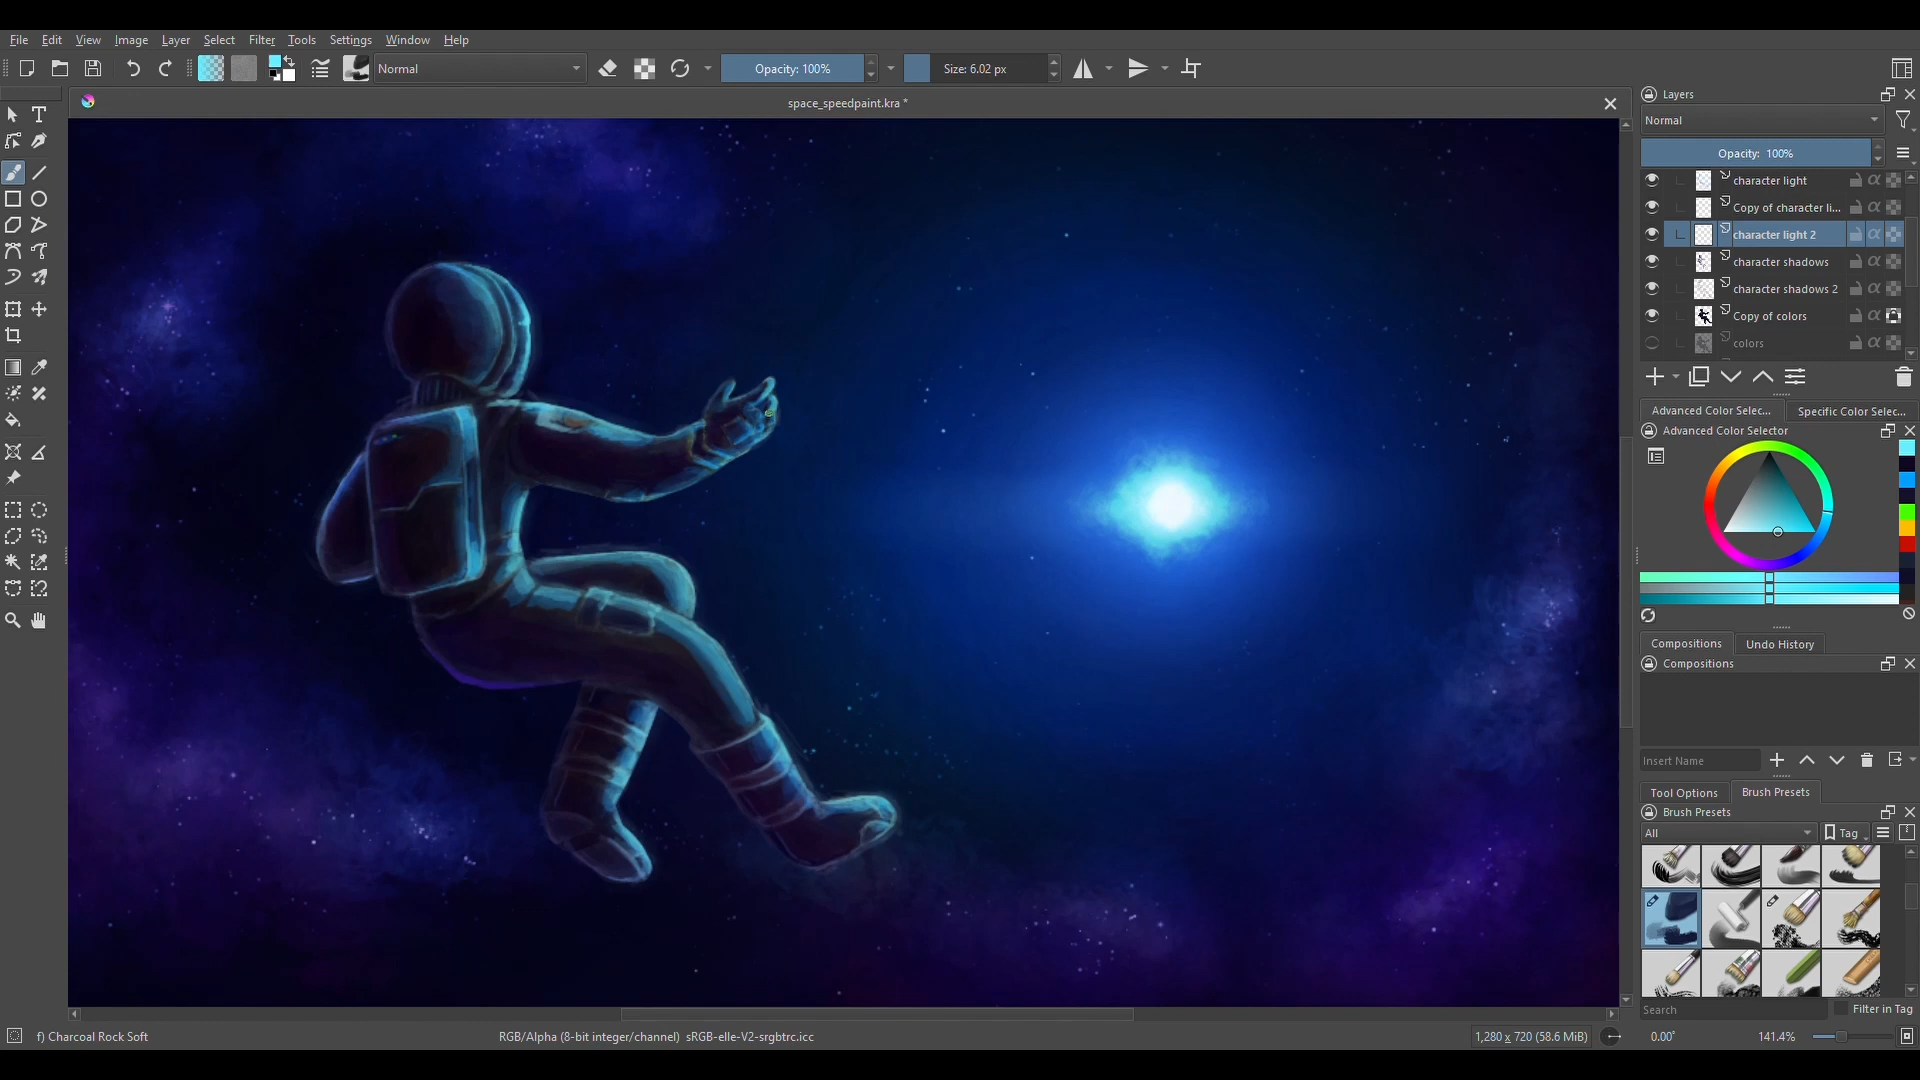 File Edit View Image Layer Select Filter Tools Settings Window Help
Normal
Opacity: 100%
Size: 6.02 px
space_speedpaint.kra *
Layers
Normal
Opacity: 100%
character light
Copy of character li...
character light 2
character shadows
character shadows 2
Copy of colors
colors
Advanced Color Selec... Specific Color Selec...
Advanced Color Selector
Compositions Undo History
Compositions
Insert Name
Tool Options Brush Presets
Brush Presets
All Tag
Search Filter in Tag
f) Charcoal Rock Soft
RGB/Alpha (8-bit integer/channel) sRGB-elle-V2-srgbtrc.icc
1,280 x 720 (58.6 MiB)
0.00°
141.4%